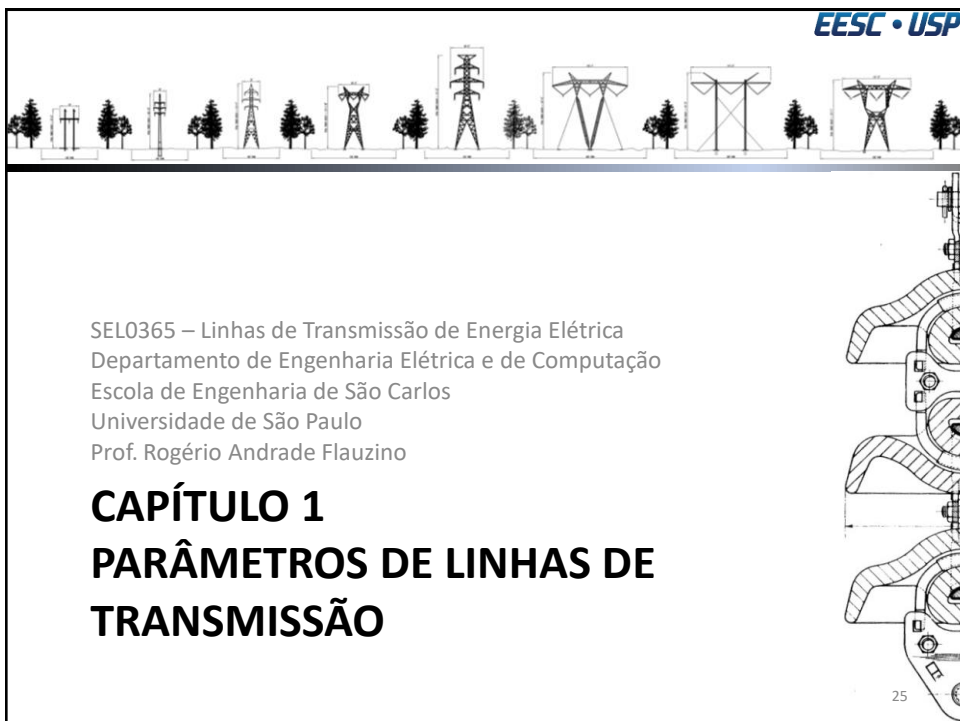 EESC • USP
SEL0365 – Linhas de Transmissão de Energia Elétrica
Departamento de Engenharia Elétrica e de Computação
Escola de Engenharia de São Carlos
Universidade de São Paulo
Prof. Rogério Andrade Flauzino
CAPÍTULO 1
PARÂMETROS DE LINHAS DE
TRANSMISSÃO
25